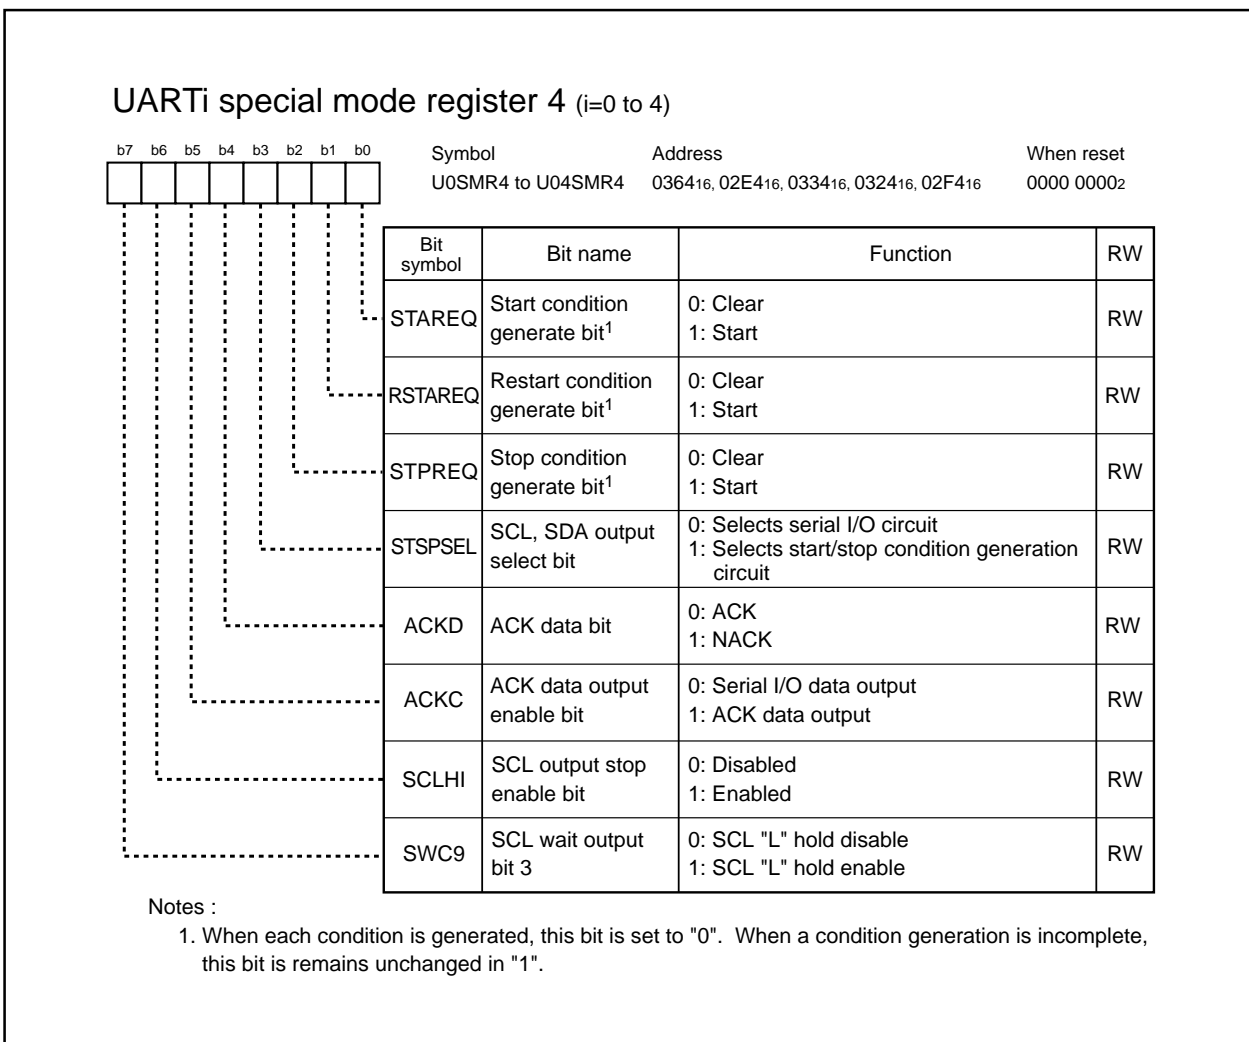 UARTi special mode register 4 (i=0 to 4)
b7 b6 b5 b4 b3 b2 b1 b0
Symbol Address When reset
U0SMR4 to U04SMR4 036416, 02E416, 033416, 032416, 02F416 0000 00002
Bit symbol Bit name Function RW
STAREQ Start condition generate bit1 0: Clear RW
1: Start
RSTAREQ Restart condition generate bit1 0: Clear RW
1: Start
STPREQ Stop condition generate bit1 0: Clear RW
1: Start
STSPSEL SCL, SDA output select bit 0: Selects serial I/O circuit RW
1: Selects start/stop condition generation
circuit
ACKD ACK data bit 0: ACK RW
1: NACK
ACKC ACK data output enable bit 0: Serial I/O data output RW
1: ACK data output
SCLHI SCL output stop enable bit 0: Disabled RW
1: Enabled
SWC9 SCL wait output bit 3 0: SCL "L" hold disable RW
1: SCL "L" hold enable
Notes :
1. When each condition is generated, this bit is set to "0". When a condition generation is incomplete,
this bit is remains unchanged in "1".